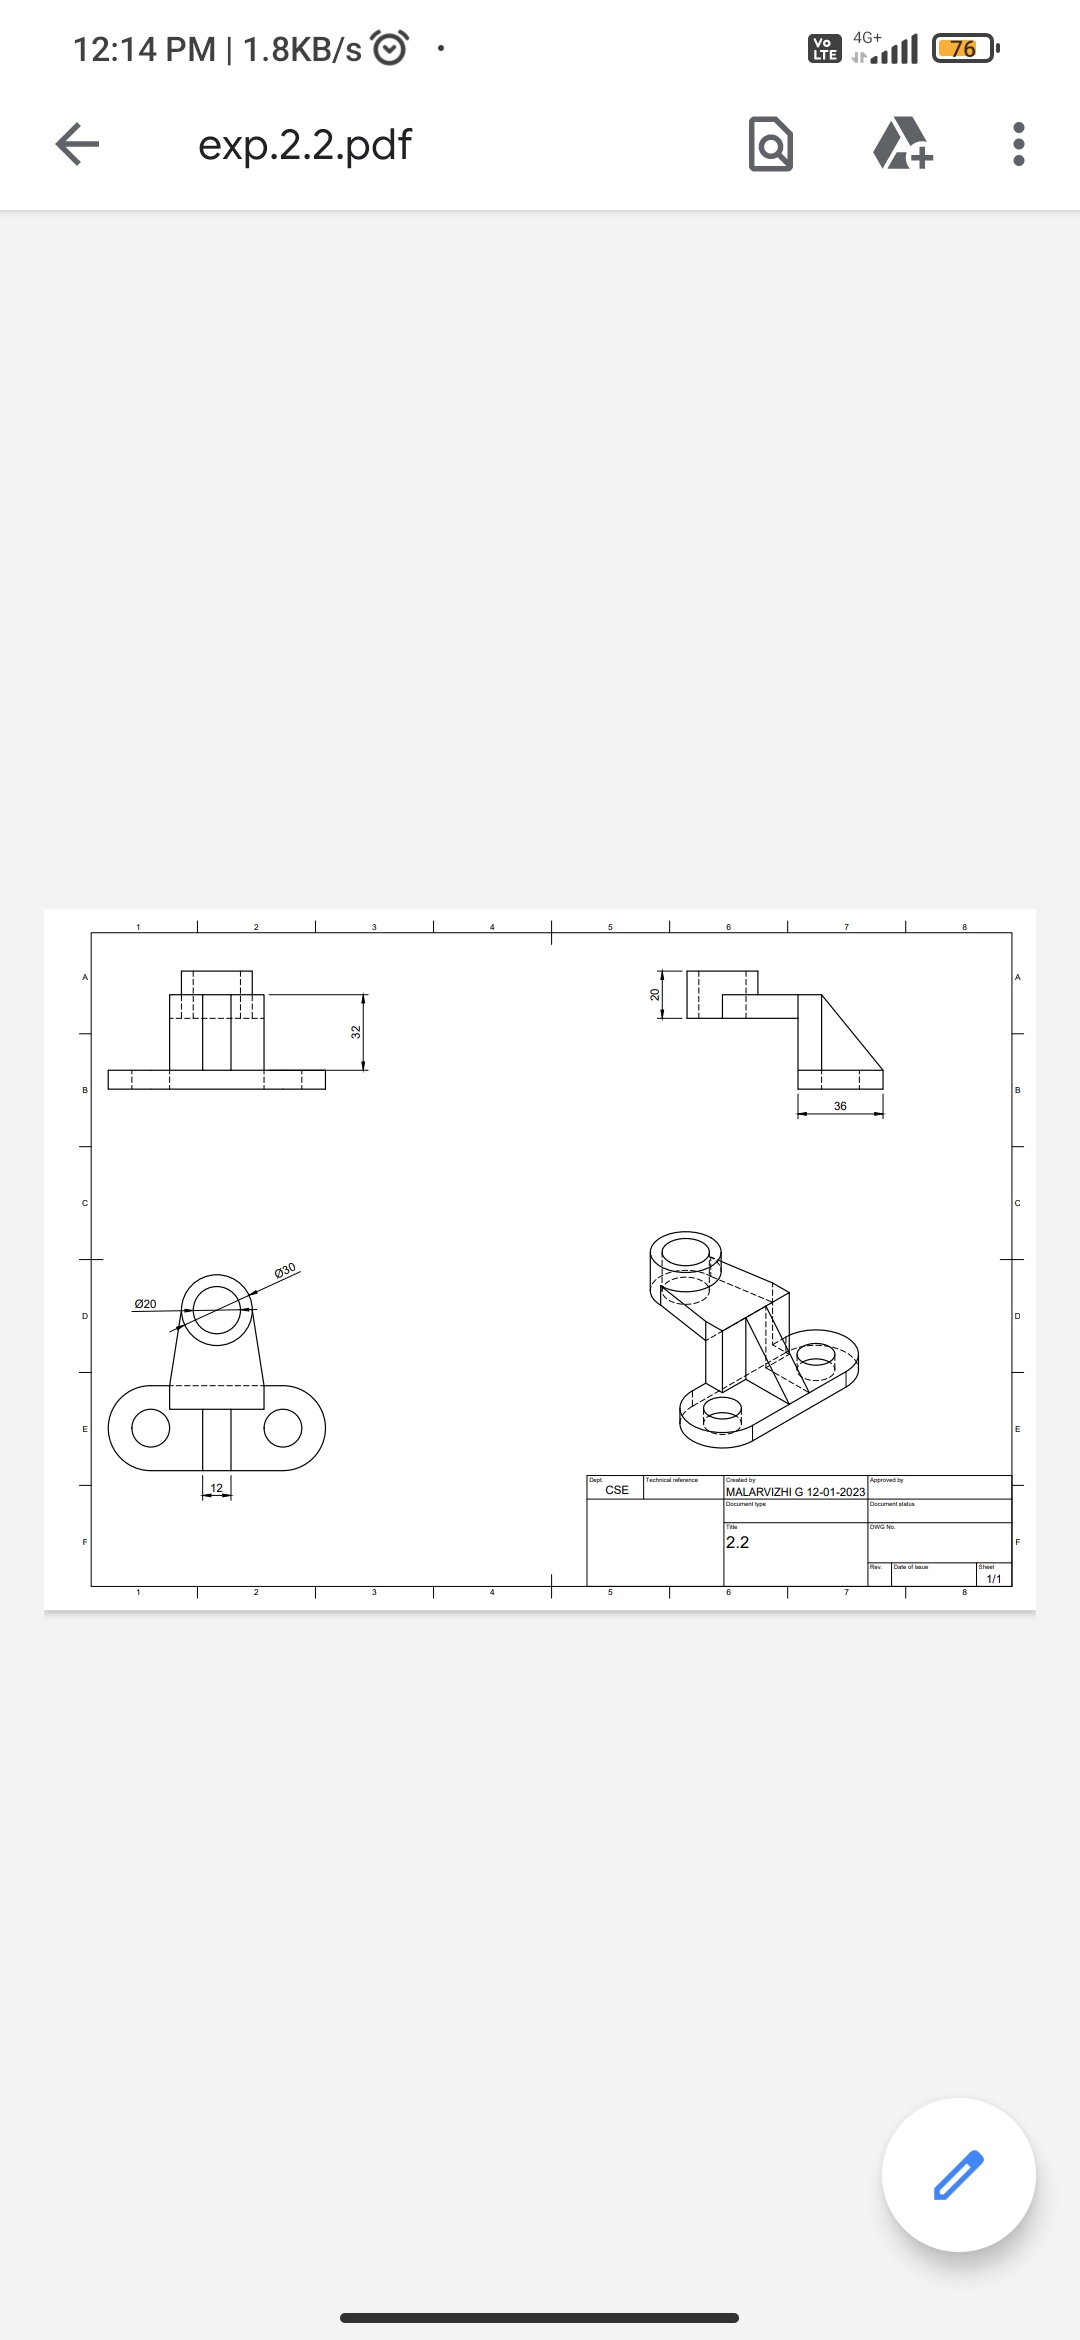 12:14 PM | 1.8KB/s
Vo LTE 4G+ 76
exp.2.2.pdf
1 2 3 4 5 6 7 8
A A
20
32
B B
36
C C
Ø30
Ø20
D D
E E
12
Dept. Technical reference Created by Approved by
CSE MALARVIZHI G 12-01-2023
Document type Document status
Title DWG No.
2.2
F F
Rev. Date of issue Sheet
1/1
1 2 3 4 5 6 7 8